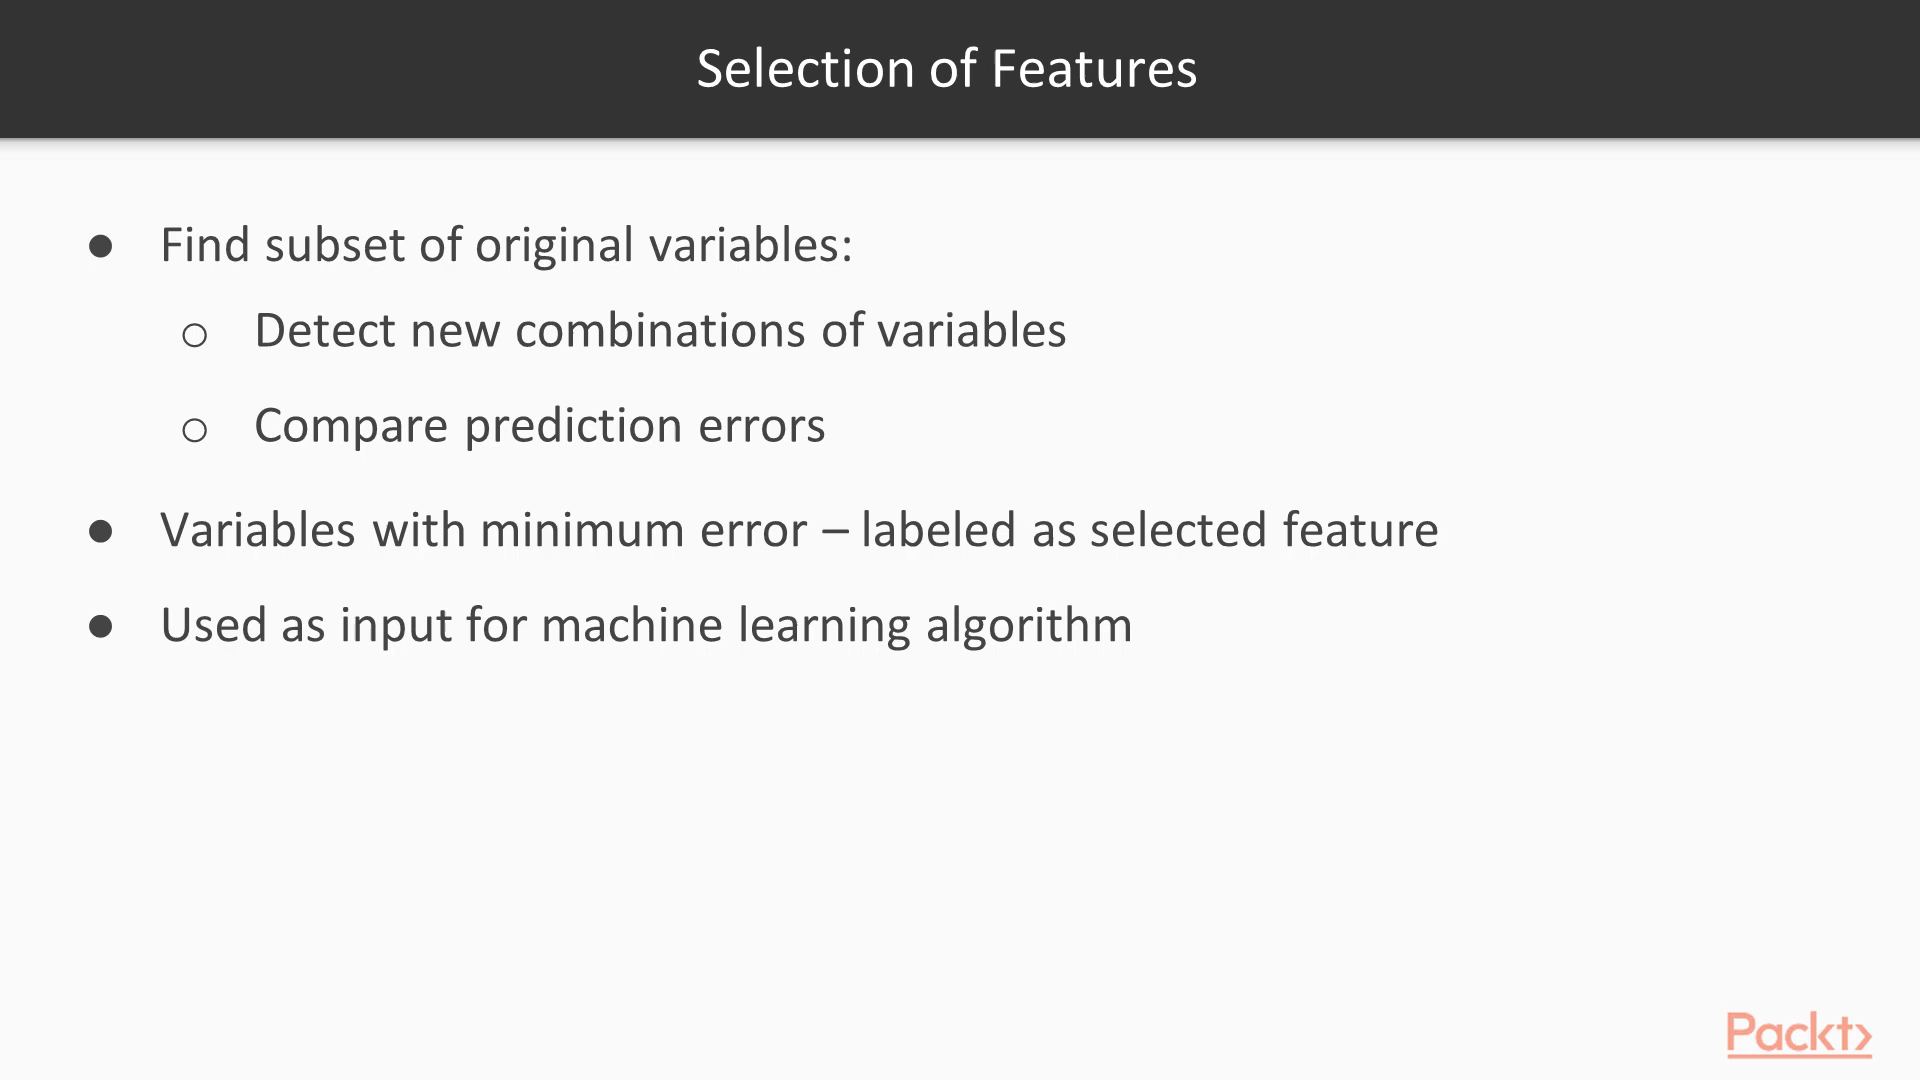 Selection of Features
● Find subset of original variables:
○ Detect new combinations of variables
○ Compare prediction errors
● Variables with minimum error – labeled as selected feature
● Used as input for machine learning algorithm
Packt>